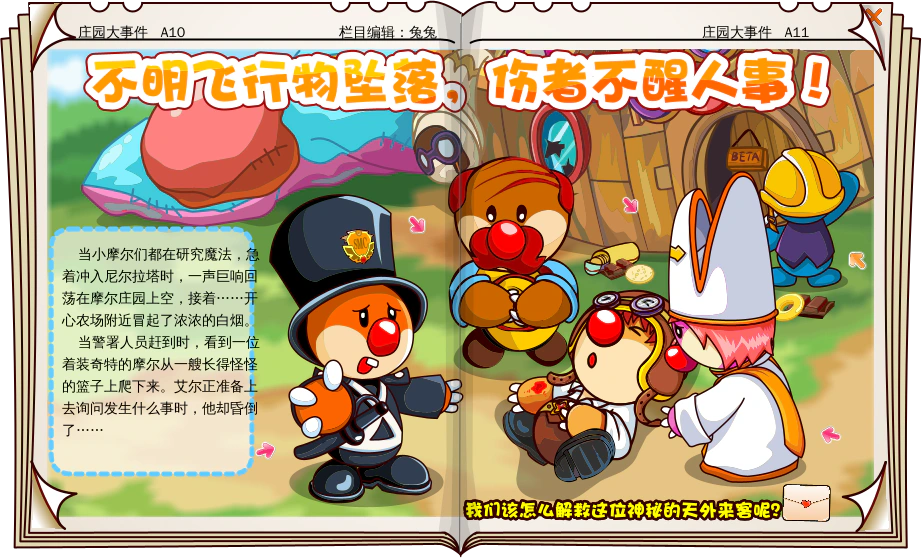 庄园大事件 A10
栏目编辑：兔兔
庄园大事件 A11
不明飞行物坠落，伤者不醒人事！
BETA
SMC
当小摩尔们都在研究魔法，急
着冲入尼尔拉塔时，一声巨响回
荡在摩尔庄园上空，接着……开
心农场附近冒起了浓浓的白烟。
当警署人员赶到时，看到一位
着装奇特的摩尔从一艘长得怪怪
的篮子上爬下来。艾尔正准备上
去询问发生什么事时，他却昏倒
了……
我们该怎么解救这位神秘的天外来客呢?